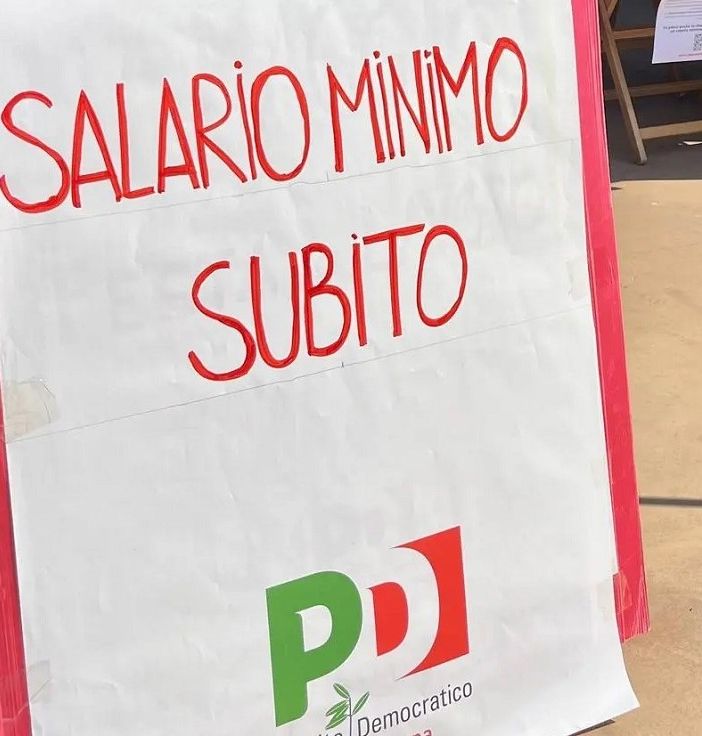 SALARiO MiNiMO
SUBiTO
PD
Democratico